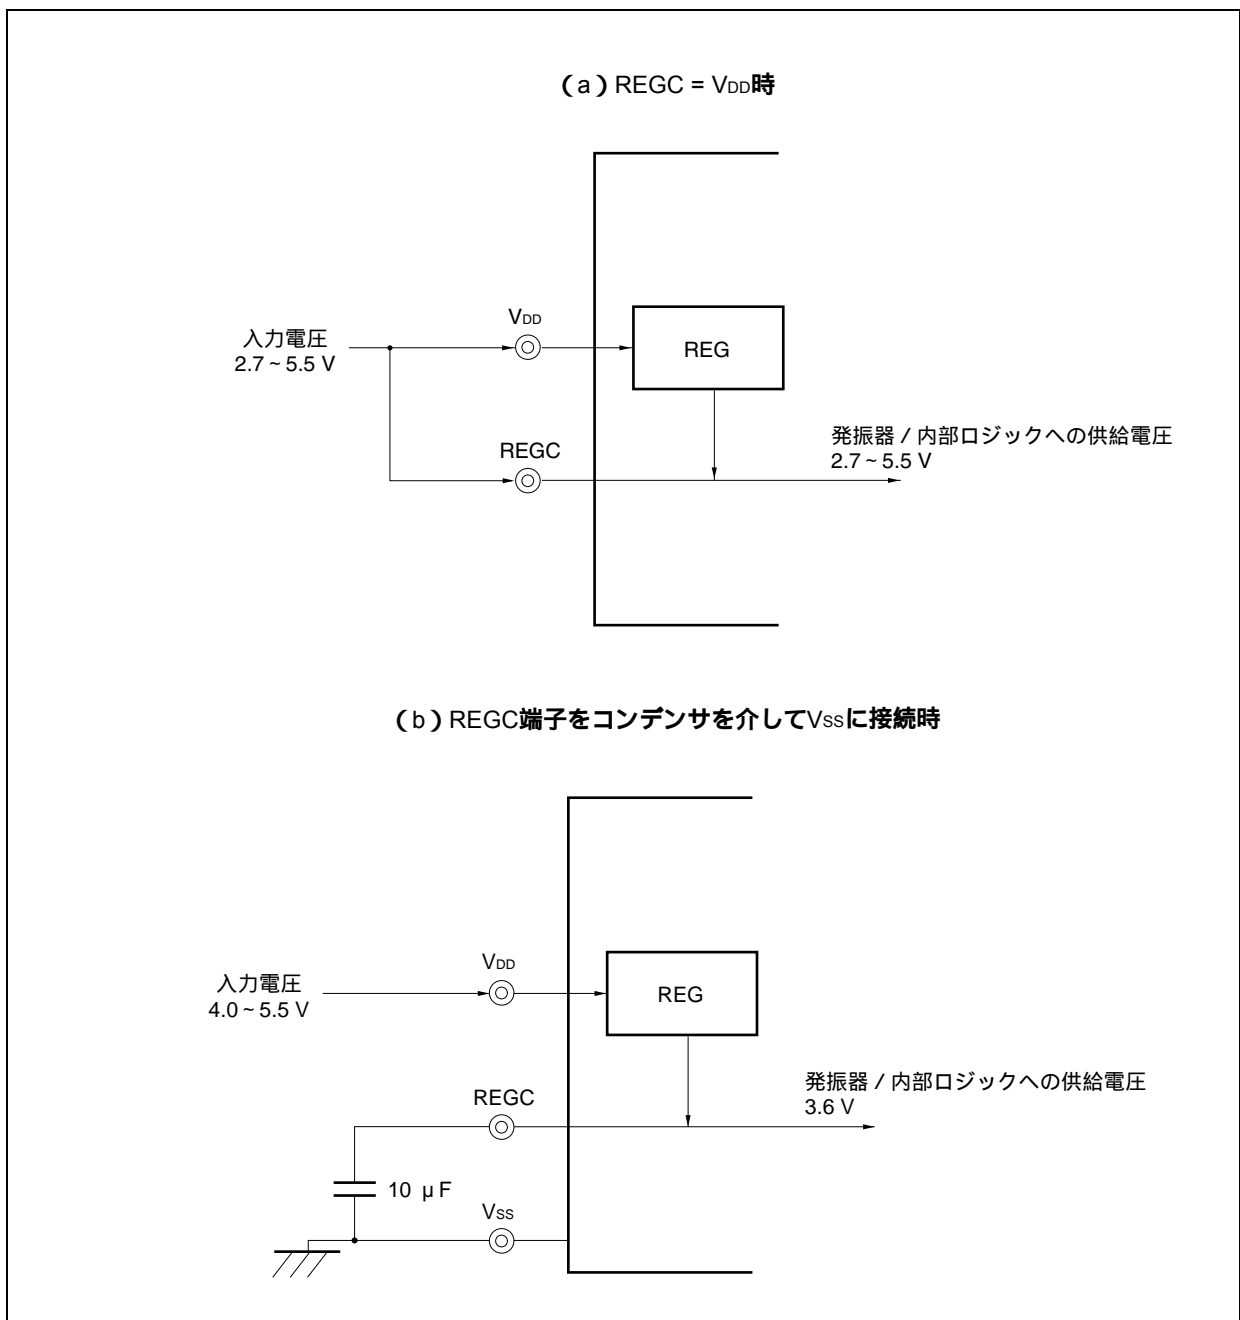 （a）REGC = VDD時
VDD
入力電圧
2.7～5.5 V
REG
REGC
発振器／内部ロジックへの供給電圧
2.7～5.5 V
（b）REGC端子をコンデンサを介してVSSに接続時
VDD
入力電圧
4.0～5.5 V
REG
REGC
発振器／内部ロジックへの供給電圧
3.6 V
10 μF
VSS